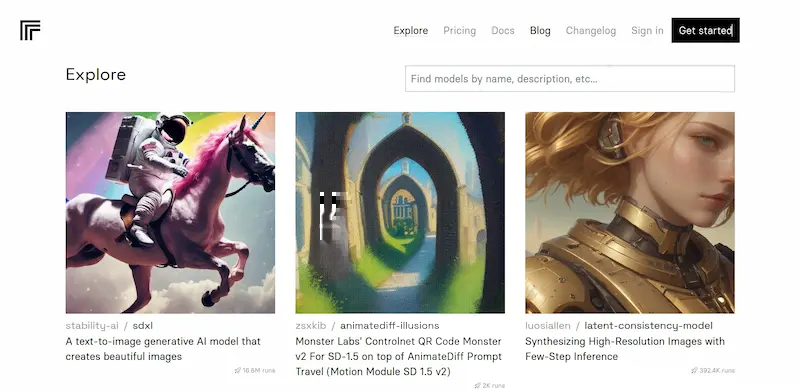 Explore Pricing Docs Blog Changelog Sign in Get started
Explore
Find models by name, description, etc...
stability-ai / sdxl
A text-to-image generative AI model that
creates beautiful images
16.8M runs
zsxkib / animatediff-illusions
Monster Labs' Controlnet QR Code Monster
v2 For SD-1.5 on top of AnimateDiff Prompt
Travel (Motion Module SD 1.5 v2)
2K runs
luosiallen / latent-consistency-model
Synthesizing High-Resolution Images with
Few-Step Inference
392.4K runs